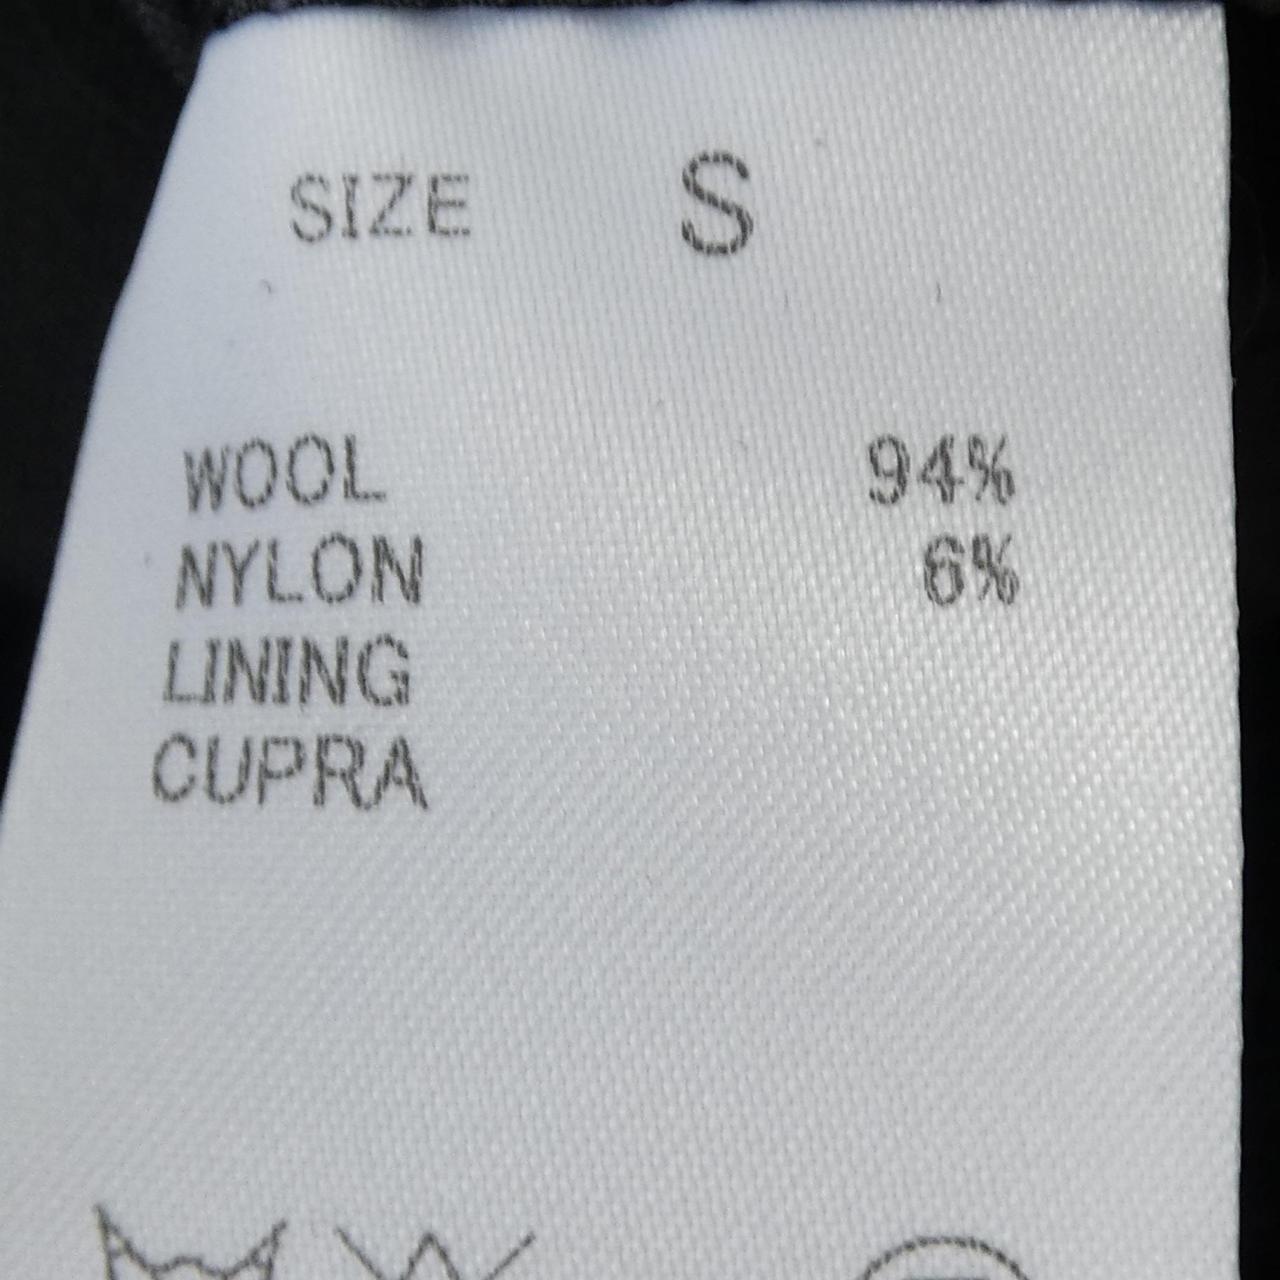 SIZE S
WOOL 94%
NYLON 6%
LINING
CUPRA